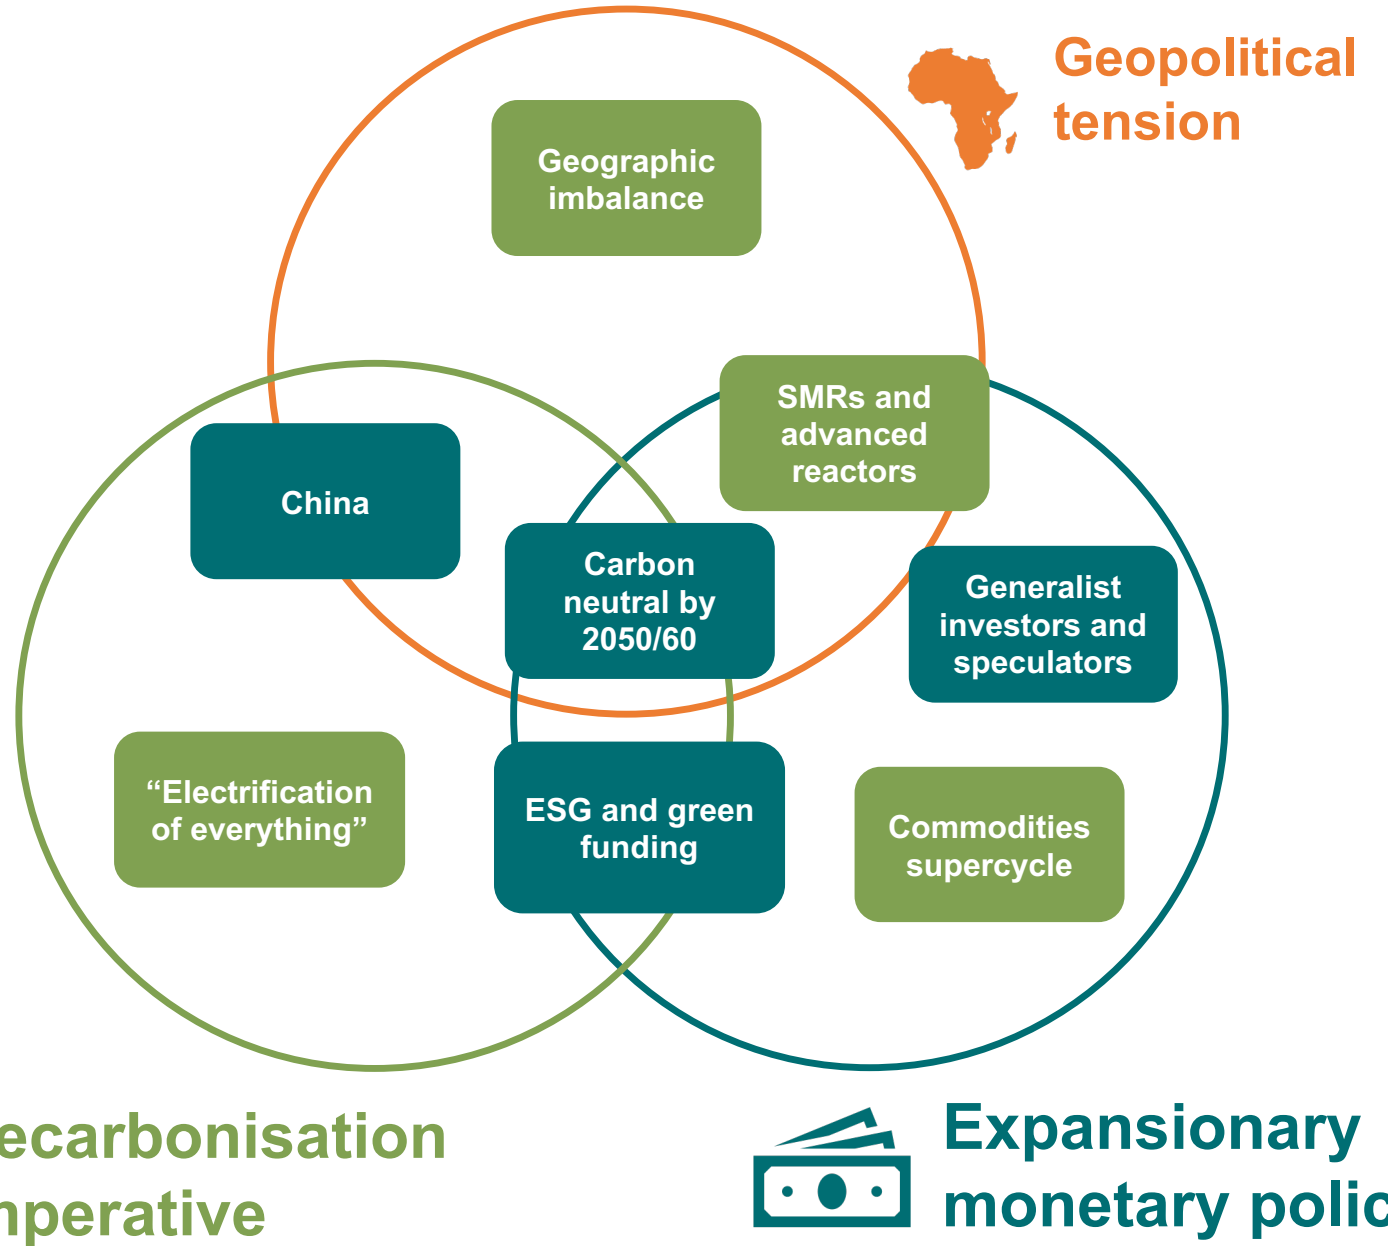 Geopolitical
tension
Geographic
imbalance
SMRs and
advanced
reactors
China
Carbon
neutral by
2050/60
Generalist
investors and
speculators
“Electrification
of everything”
ESG and green
funding
Commodities
supercycle
ecarbonisation
nperative
Expansionary
monetary polic